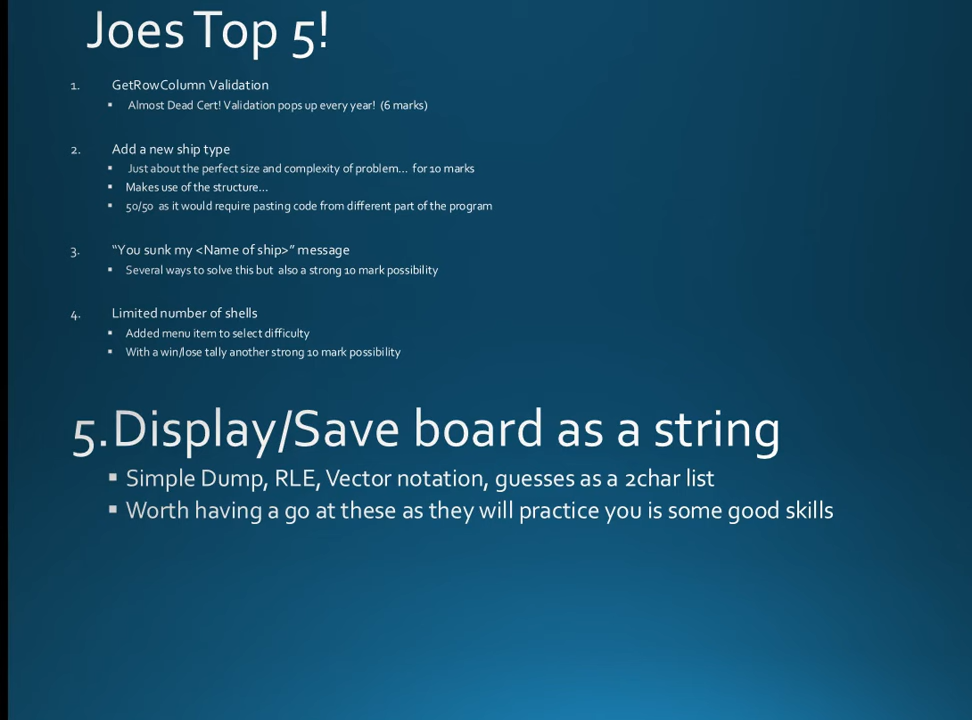 Joes Top 5!
1. GetRowColumn Validation
▪ Almost Dead Cert! Validation pops up every year! (6 marks)
2. Add a new ship type
▪ Just about the perfect size and complexity of problem... for 10 marks
▪ Makes use of the structure...
▪ 50/50 as it would require pasting code from different part of the program
3. "You sunk my <Name of ship>" message
▪ Several ways to solve this but also a strong 10 mark possibility
4. Limited number of shells
▪ Added menu item to select difficulty
▪ With a win/lose tally another strong 10 mark possibility
5. Display/Save board as a string
▪ Simple Dump, RLE, Vector notation, guesses as a 2char list
▪ Worth having a go at these as they will practice you is some good skills